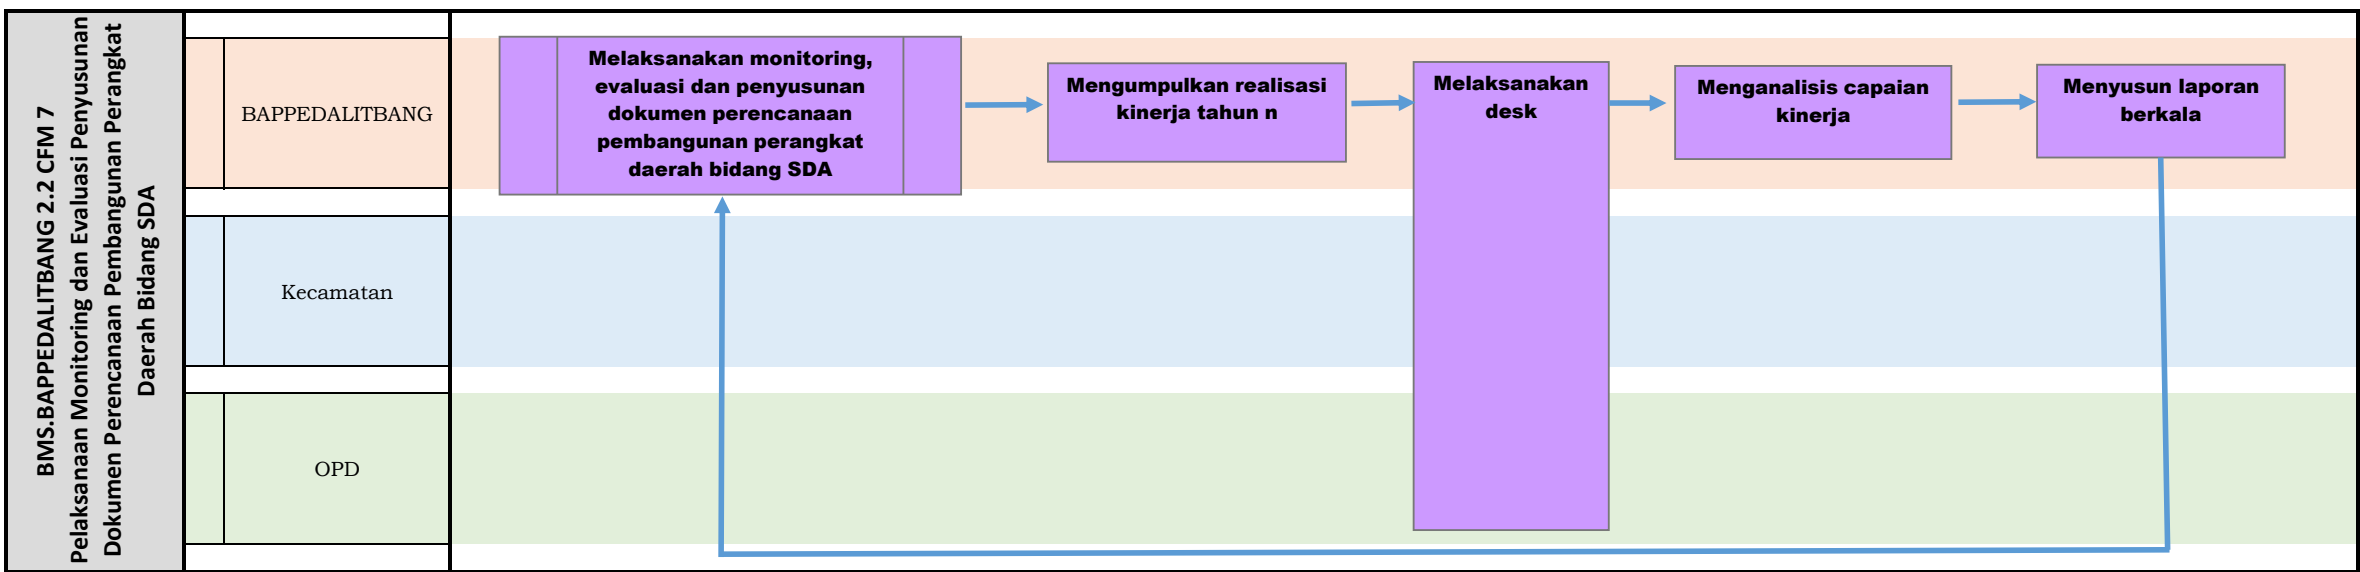 BMS.BAPPEDALITBANG 2.2 CFM 7
Pelaksanaan Monitoring dan Evaluasi Penyusunan
Dokumen Perencanaan Pembangunan Perangkat
Daerah Bidang SDA
BAPPEDALITBANG
Melaksanakan monitoring,
evaluasi dan penyusunan
dokumen perencanaan
pembangunan perangkat
daerah bidang SDA
Mengumpulkan realisasi
kinerja tahun n
Melaksanakan
desk
Menganalisis capaian
kinerja
Menyusun laporan
berkala
Kecamatan
OPD